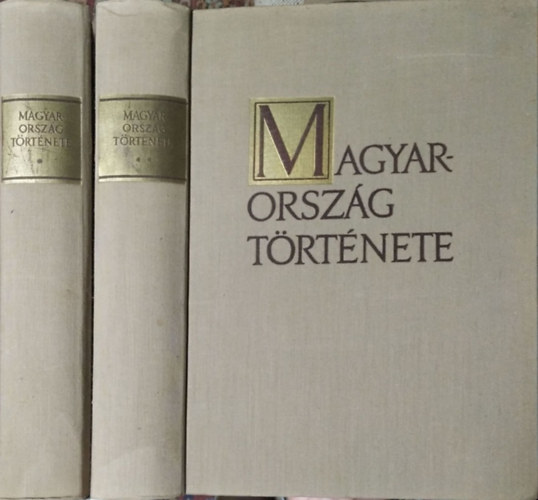 MAGYAR
ORSZÁG
TÖRTÉNETE
*
MAGYAR
ORSZÁG
TÖRTÉNETE
* *
MAGYAR-
ORSZÁG
TÖRTÉNETE